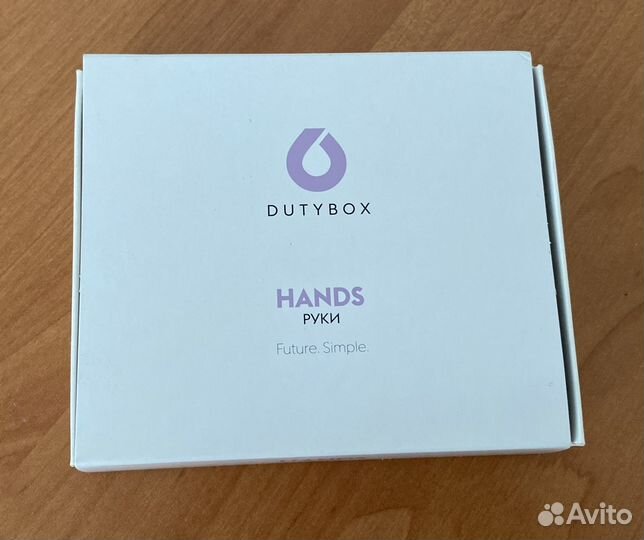 DUTYBOX
HANDS
РУКИ
Future. Simple.
Avito